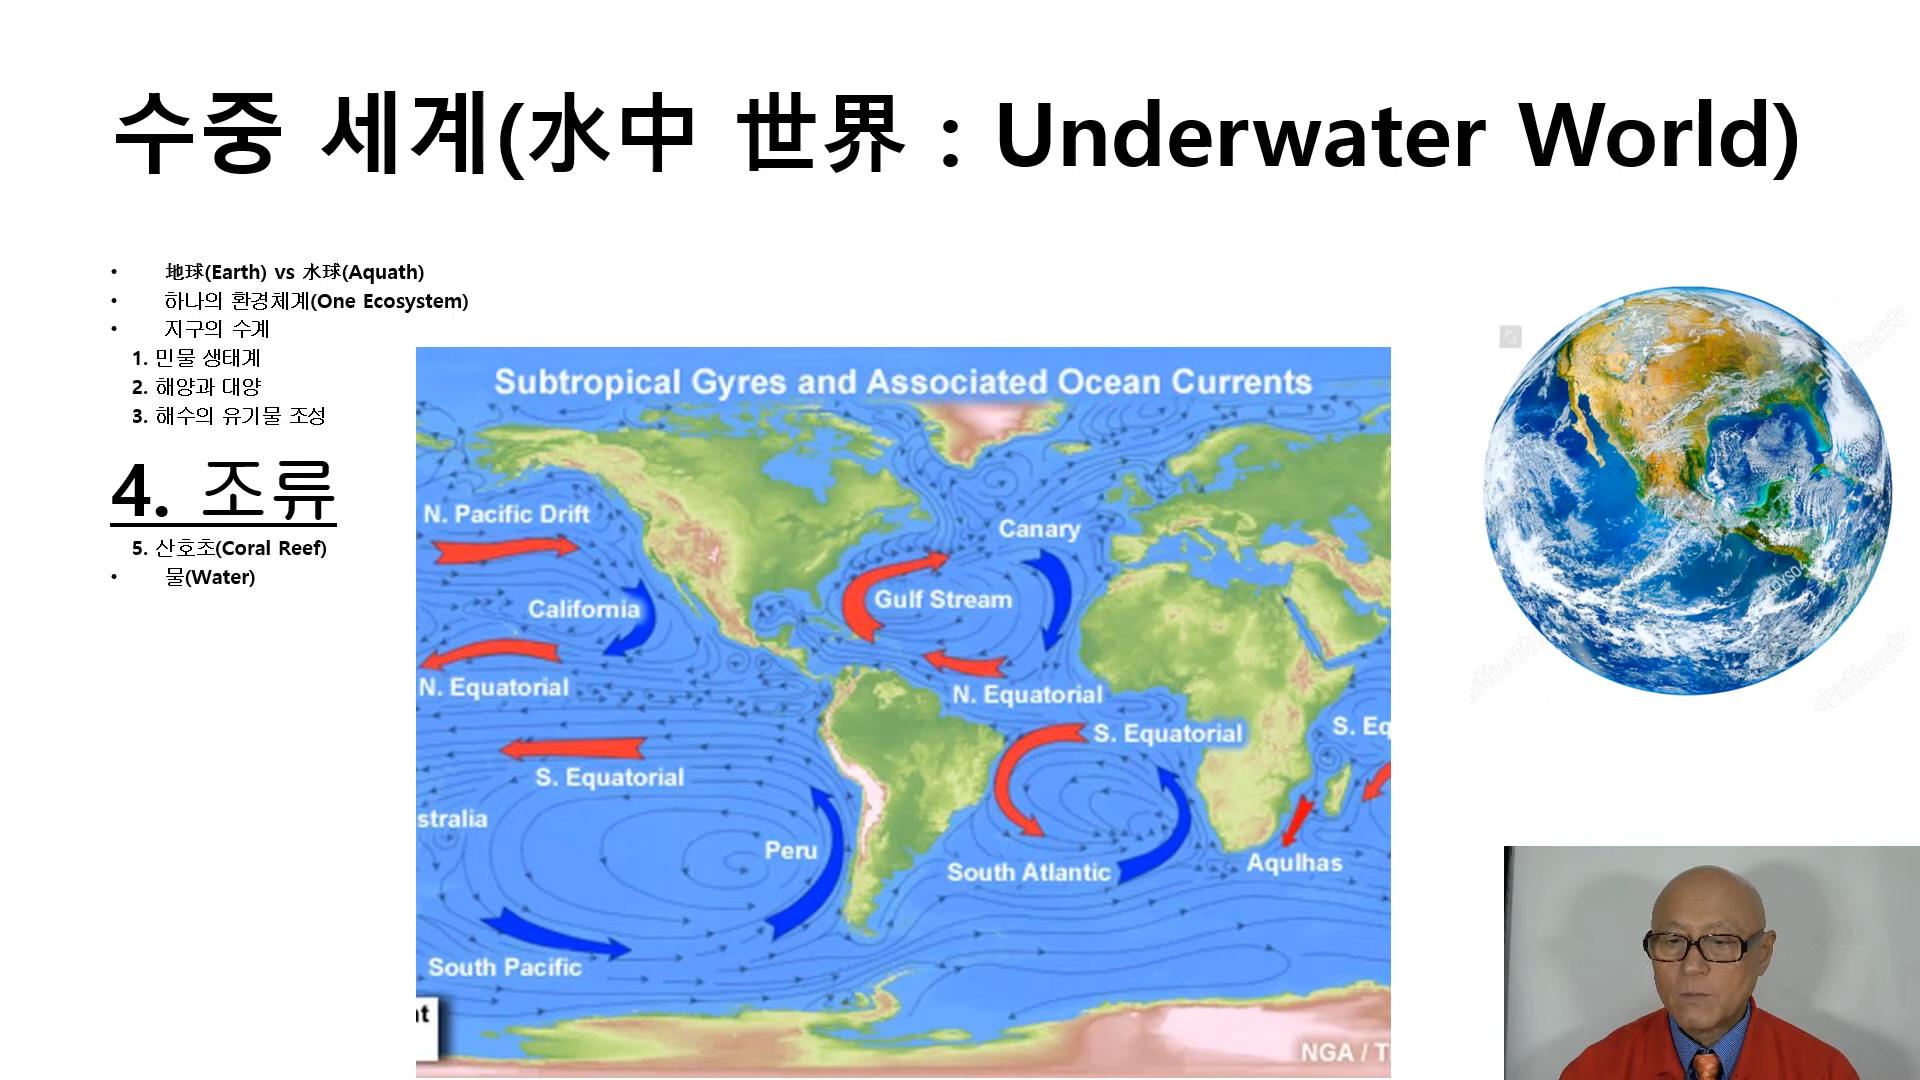 수중 세계(水中 世界 : Underwater World)
• 地球(Earth) vs 水球(Aquath)
• 하나의 환경체계(One Ecosystem)
• 지구의 수계
1. 민물 생태계
2. 해양과 대양
3. 해수의 유기물 조성
4. 조류
5. 산호초(Coral Reef)
• 물(Water)
Subtropical Gyres and Associated Ocean Currents
N. Pacific Drift
Canary
California
Gulf Stream
N. Equatorial
N. Equatorial
S. Equatorial
S. Eq
S. Equatorial
stralia
Peru
South Atlantic
Aqulhas
South Pacific
nt
NGA / T
shutterstock